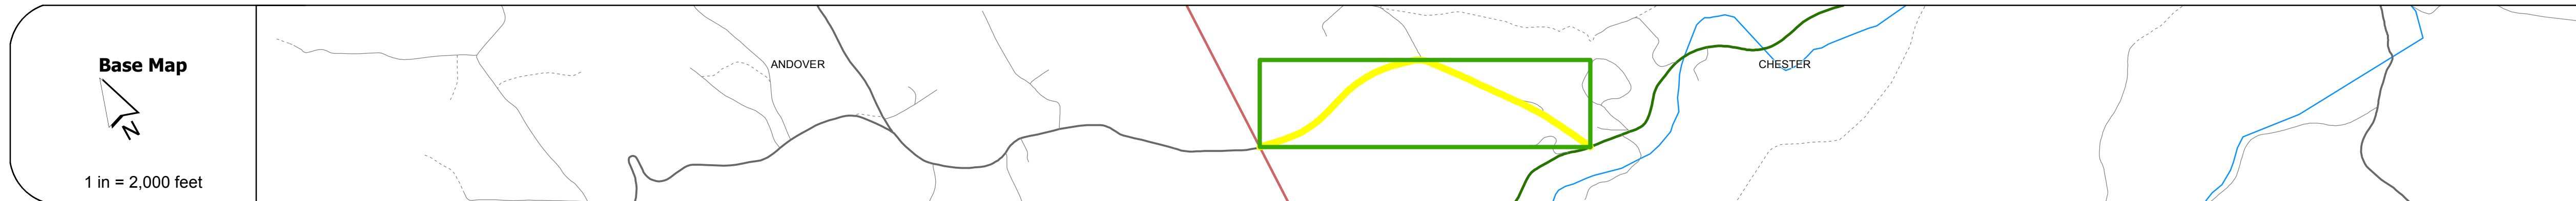 Base Map
N
1 in = 2,000 feet
ANDOVER
CHESTER